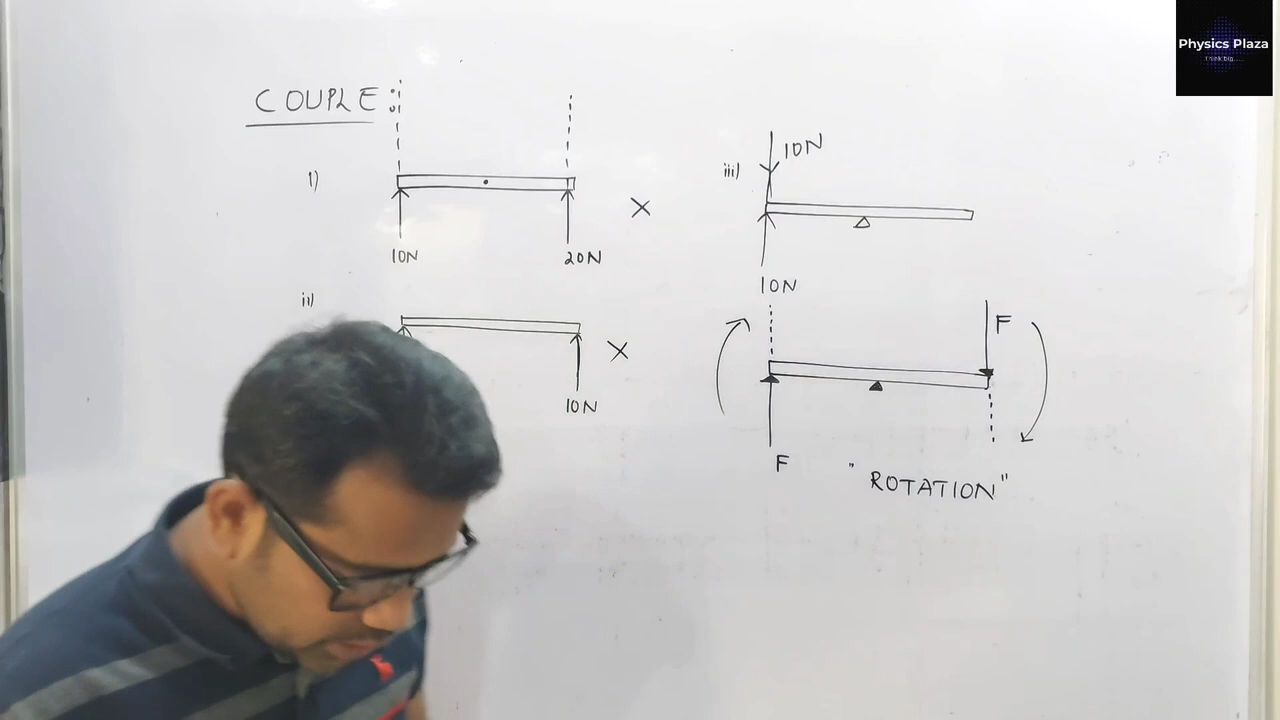 COUPLE :
i)
10N
20N
X
ii)
10N
X
iii)
10N
10N
F
F
" ROTATION "
Physics Plaza